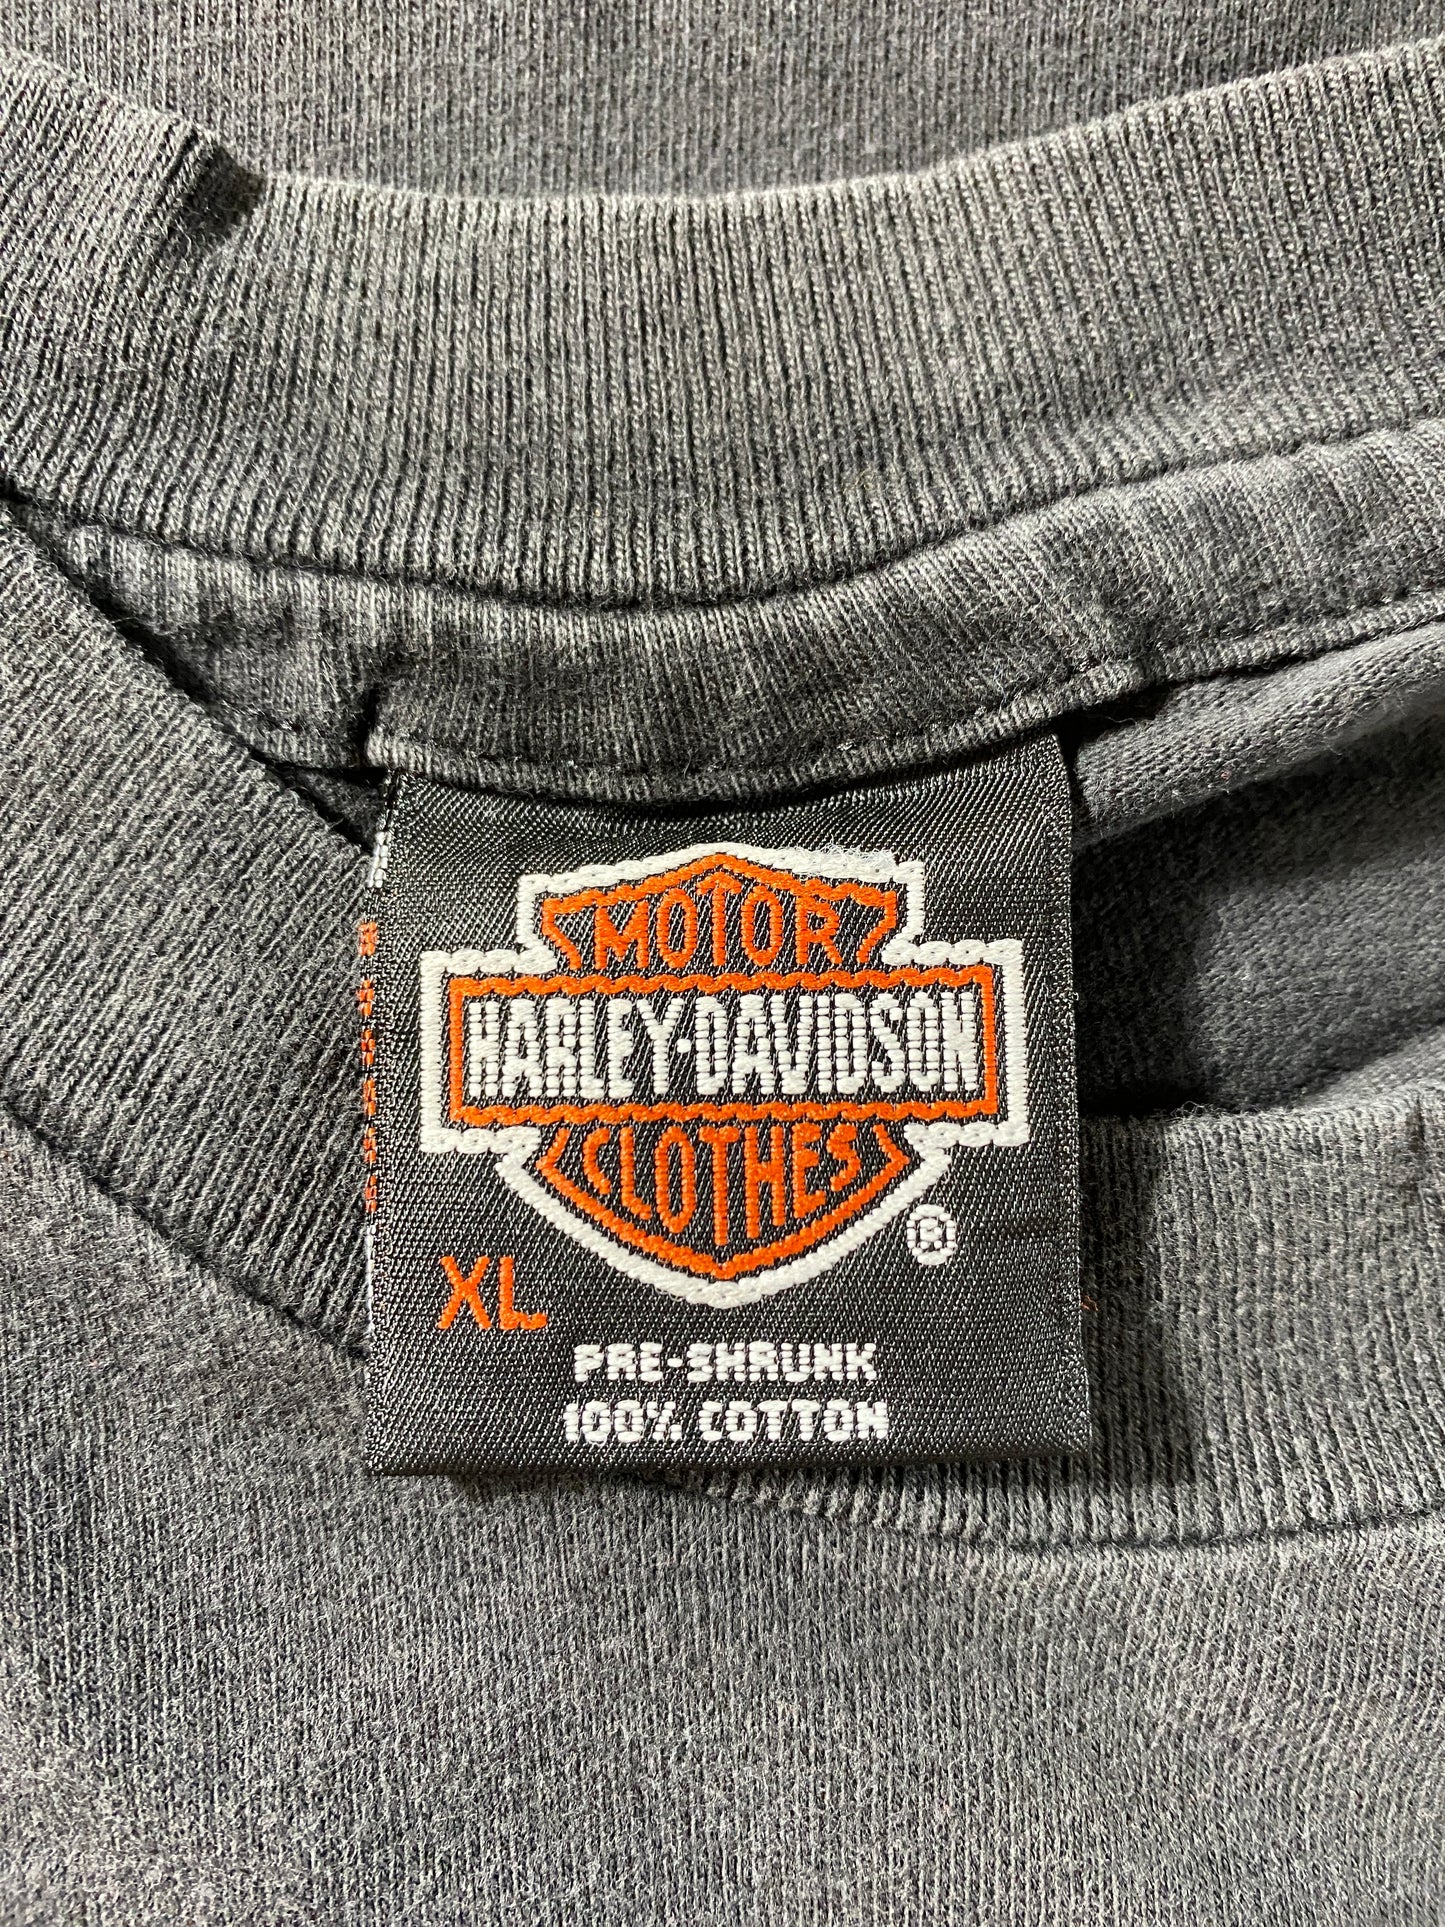 MOTOR
HARLEY-DAVIDSON
CLOTHES
®
XL
PRE-SHRUNK
100% COTTON